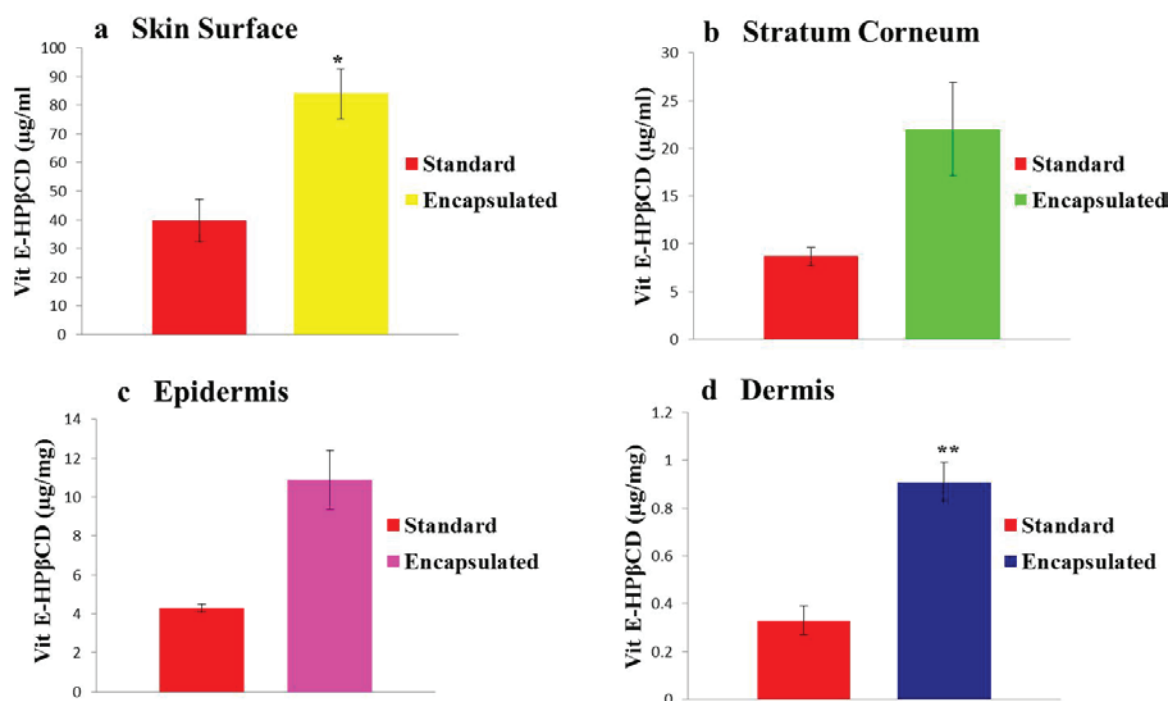 a Skin Surface
Vit E-HPβCD (µg/ml)
100
90
80
70
60
50
40
30
20
10
0
*
Standard
Encapsulated
b Stratum Corneum
Vit E-HPβCD (µg/ml)
30
25
20
15
10
5
0
Standard
Encapsulated
c Epidermis
Vit E-HPβCD (µg/mg)
14
12
10
8
6
4
2
0
Standard
Encapsulated
d Dermis
Vit E-HPβCD (µg/mg)
1.2
1
0.8
0.6
0.4
0.2
0
**
Standard
Encapsulated